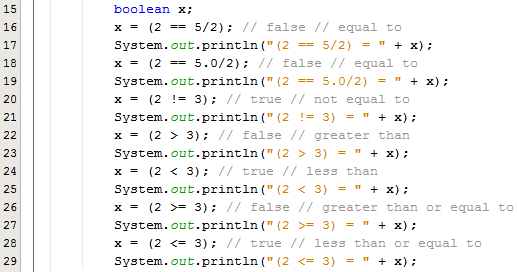 15 boolean x;
16 x = (2 == 5/2); // false // equal to
17 System.out.println("(2 == 5/2) = " + x);
18 x = (2 == 5.0/2); // false // equal to
19 System.out.println("(2 == 5.0/2) = " + x);
20 x = (2 != 3); // true // not equal to
21 System.out.println("(2 != 3) = " + x);
22 x = (2 > 3); // false // greater than
23 System.out.println("(2 > 3) = " + x);
24 x = (2 < 3); // true // less than
25 System.out.println("(2 < 3) = " + x);
26 x = (2 >= 3); // false // greater than or equal to
27 System.out.println("(2 >= 3) = " + x);
28 x = (2 <= 3); // true // less than or equal to
29 System.out.println("(2 <= 3) = " + x);